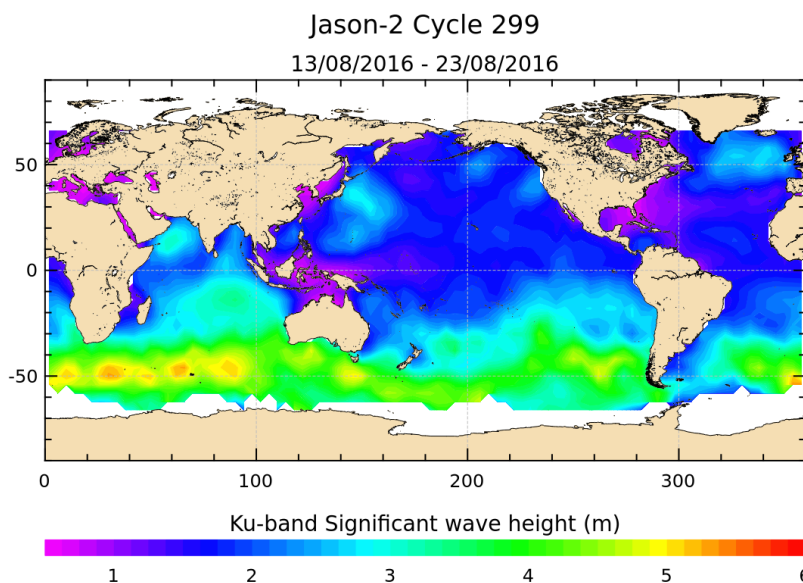 Jason-2 Cycle 299
13/08/2016 - 23/08/2016
50
0
-50
0 100 200 300
Ku-band Significant wave height (m)
1 2 3 4 5 6